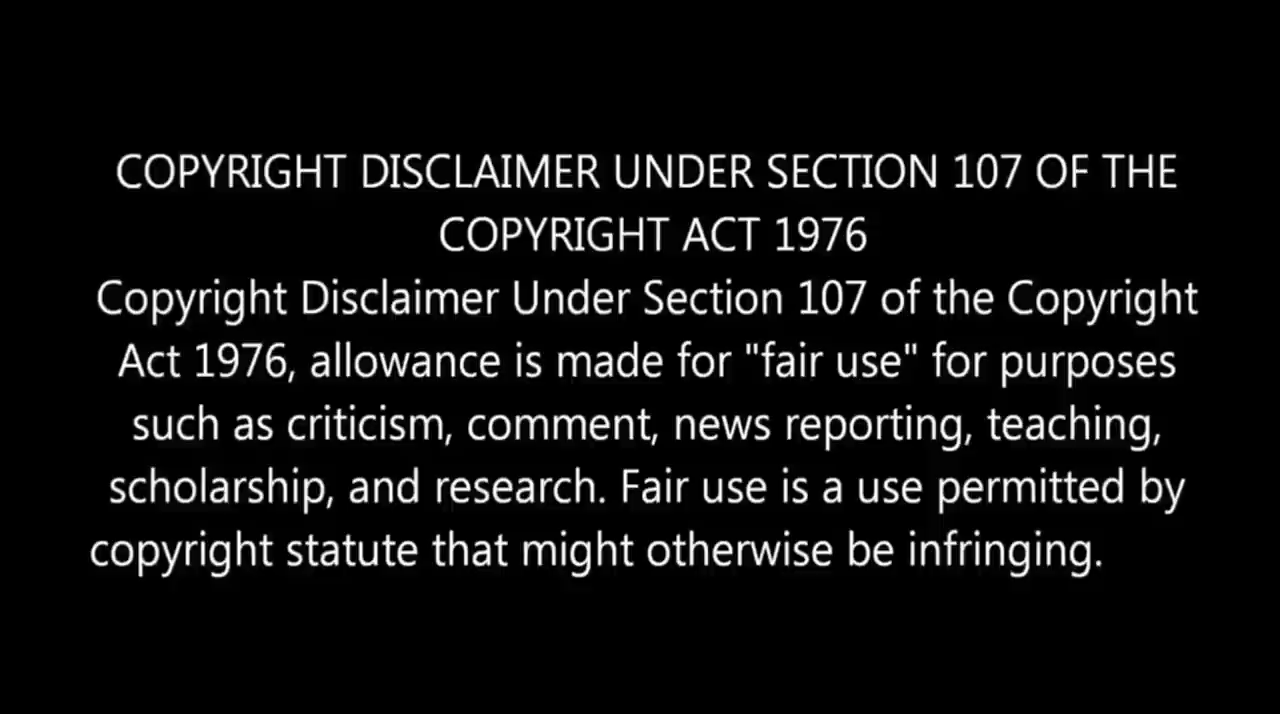 COPYRIGHT DISCLAIMER UNDER SECTION 107 OF THE
COPYRIGHT ACT 1976
Copyright Disclaimer Under Section 107 of the Copyright
Act 1976, allowance is made for "fair use" for purposes
such as criticism, comment, news reporting, teaching,
scholarship, and research. Fair use is a use permitted by
copyright statute that might otherwise be infringing.